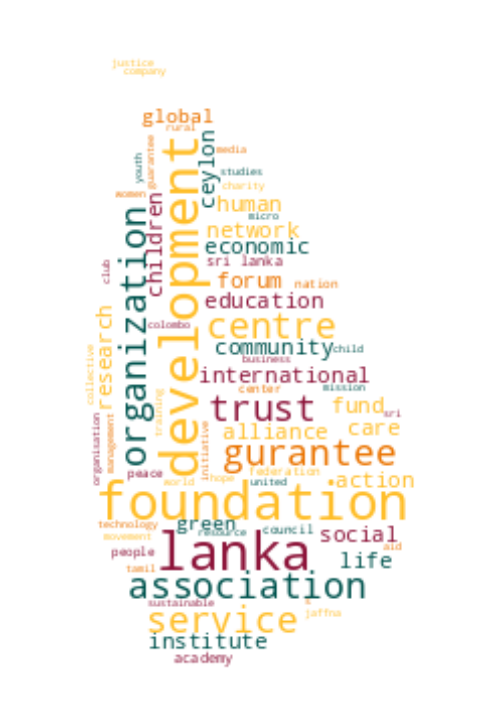 justice
company
global
rural
development
ceylon
media
youth
guarantee
studies
women
children
charity
human
micro
organization
network
economic
club
sri lanka
forum
nation
education
research
colombo
centre
community
child
collective
business
international
center
mission
training
trust
fund
sri
organisation
management
initiative
alliance
care
gurantee
peace
world
hope
federation
united
action
foundation
technology
green
resource
council
movement
social
people
lanka
aid
tamil
life
association
sustainable
service
jaffna
institute
academy